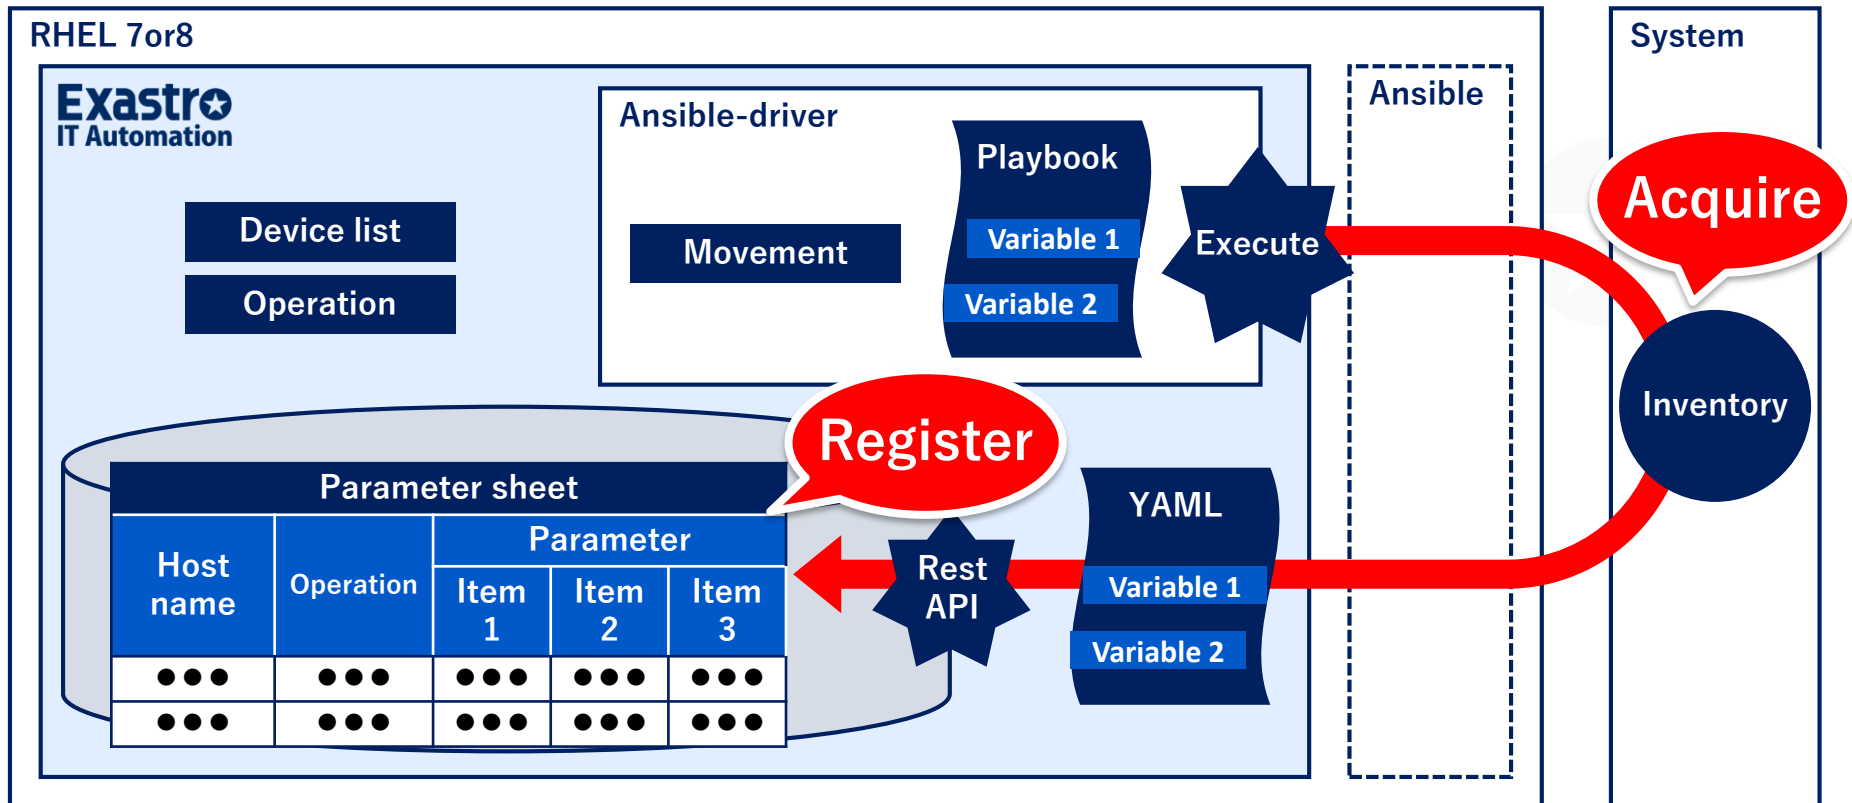 RHEL 7or8
System
Exastro
IT Automation
Ansible-driver
Ansible
Playbook
Acquire
Device list
Movement
Variable 1
Execute
Operation
Variable 2
Inventory
Register
Parameter sheet
YAML
Host
name
Operation
Parameter
Item
1
Item
2
Item
3
Rest
API
Variable 1
Variable 2
●●● ●●● ●●● ●●● ●●●
●●● ●●● ●●● ●●● ●●●